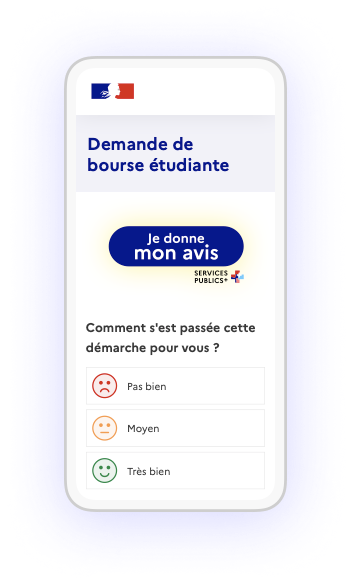 Demande de
bourse étudiante
Je donne
mon avis
SERVICES
PUBLICS+
Comment s'est passée cette
démarche pour vous ?
Pas bien
Moyen
Très bien